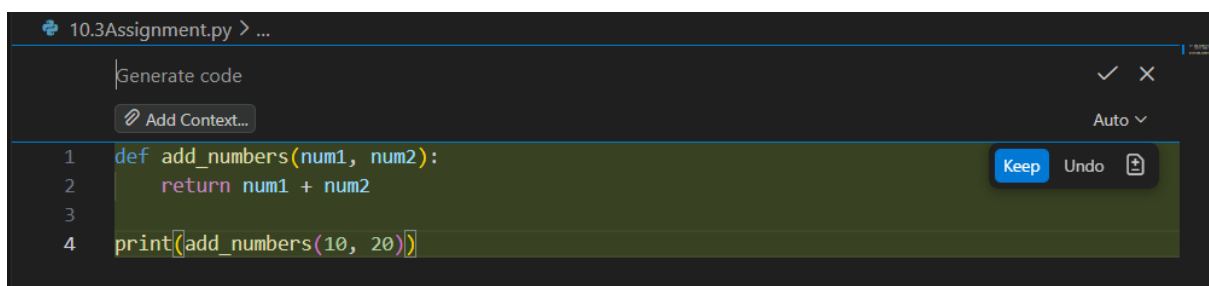 10.3Assignment.py > ...
Generate code
Add Context...
Auto
1 def add_numbers(num1, num2):
Keep Undo
2     return num1 + num2
3
4 print(add_numbers(10, 20))